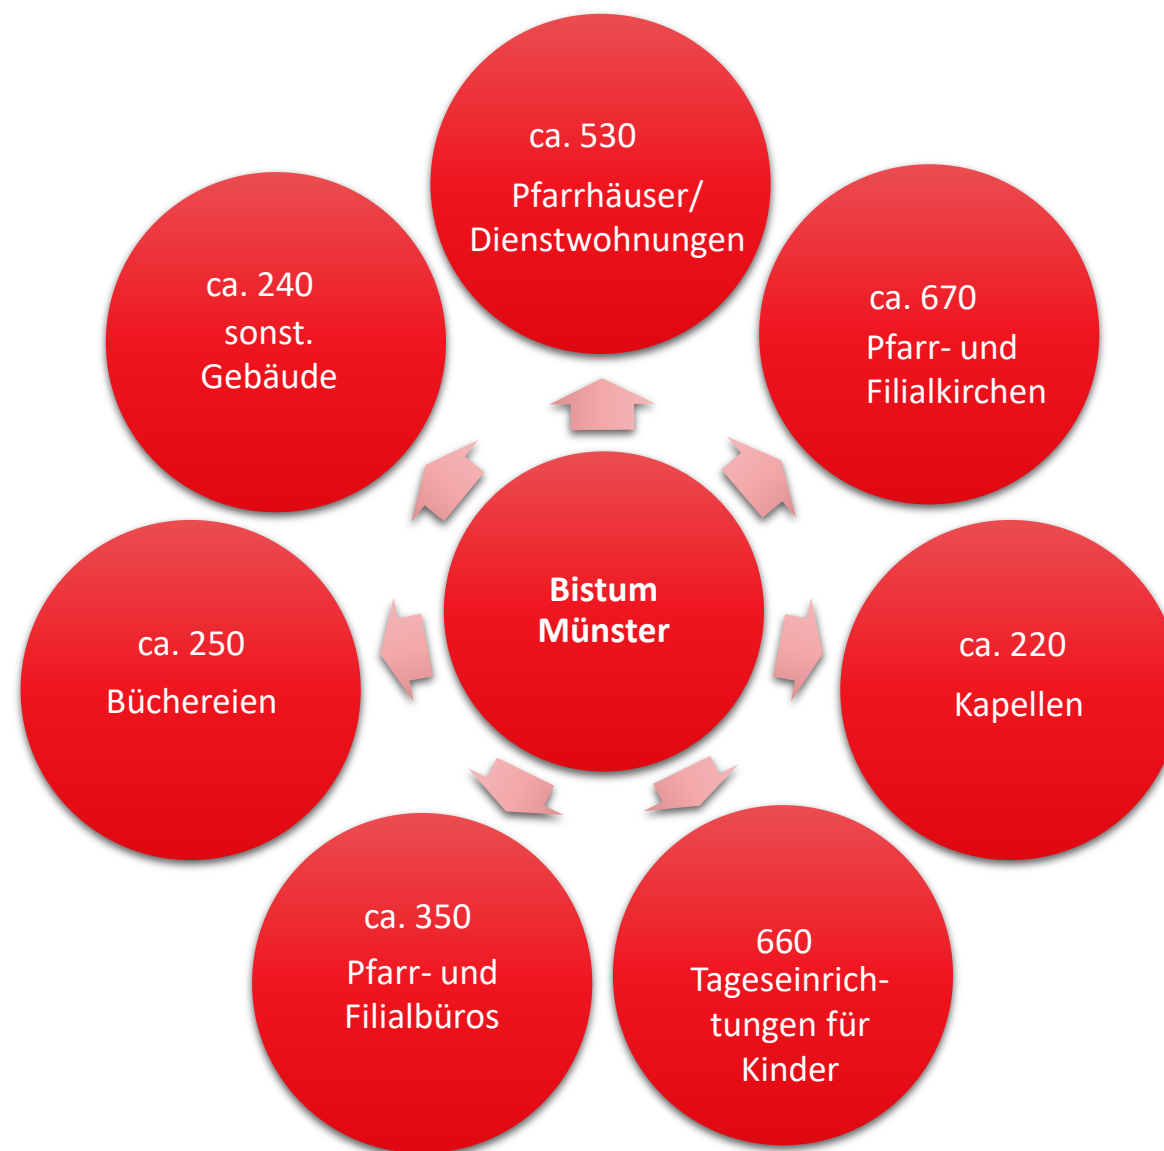 ca. 530
Pfarrhäuser/
Dienstwohnungen
ca. 670
Pfarr- und
Filialkirchen
ca. 220
Kapellen
660
Tageseinrich-
tungen für
Kinder
ca. 350
Pfarr- und
Filialbüros
ca. 250
Büchereien
ca. 240
sonst.
Gebäude
Bistum
Münster